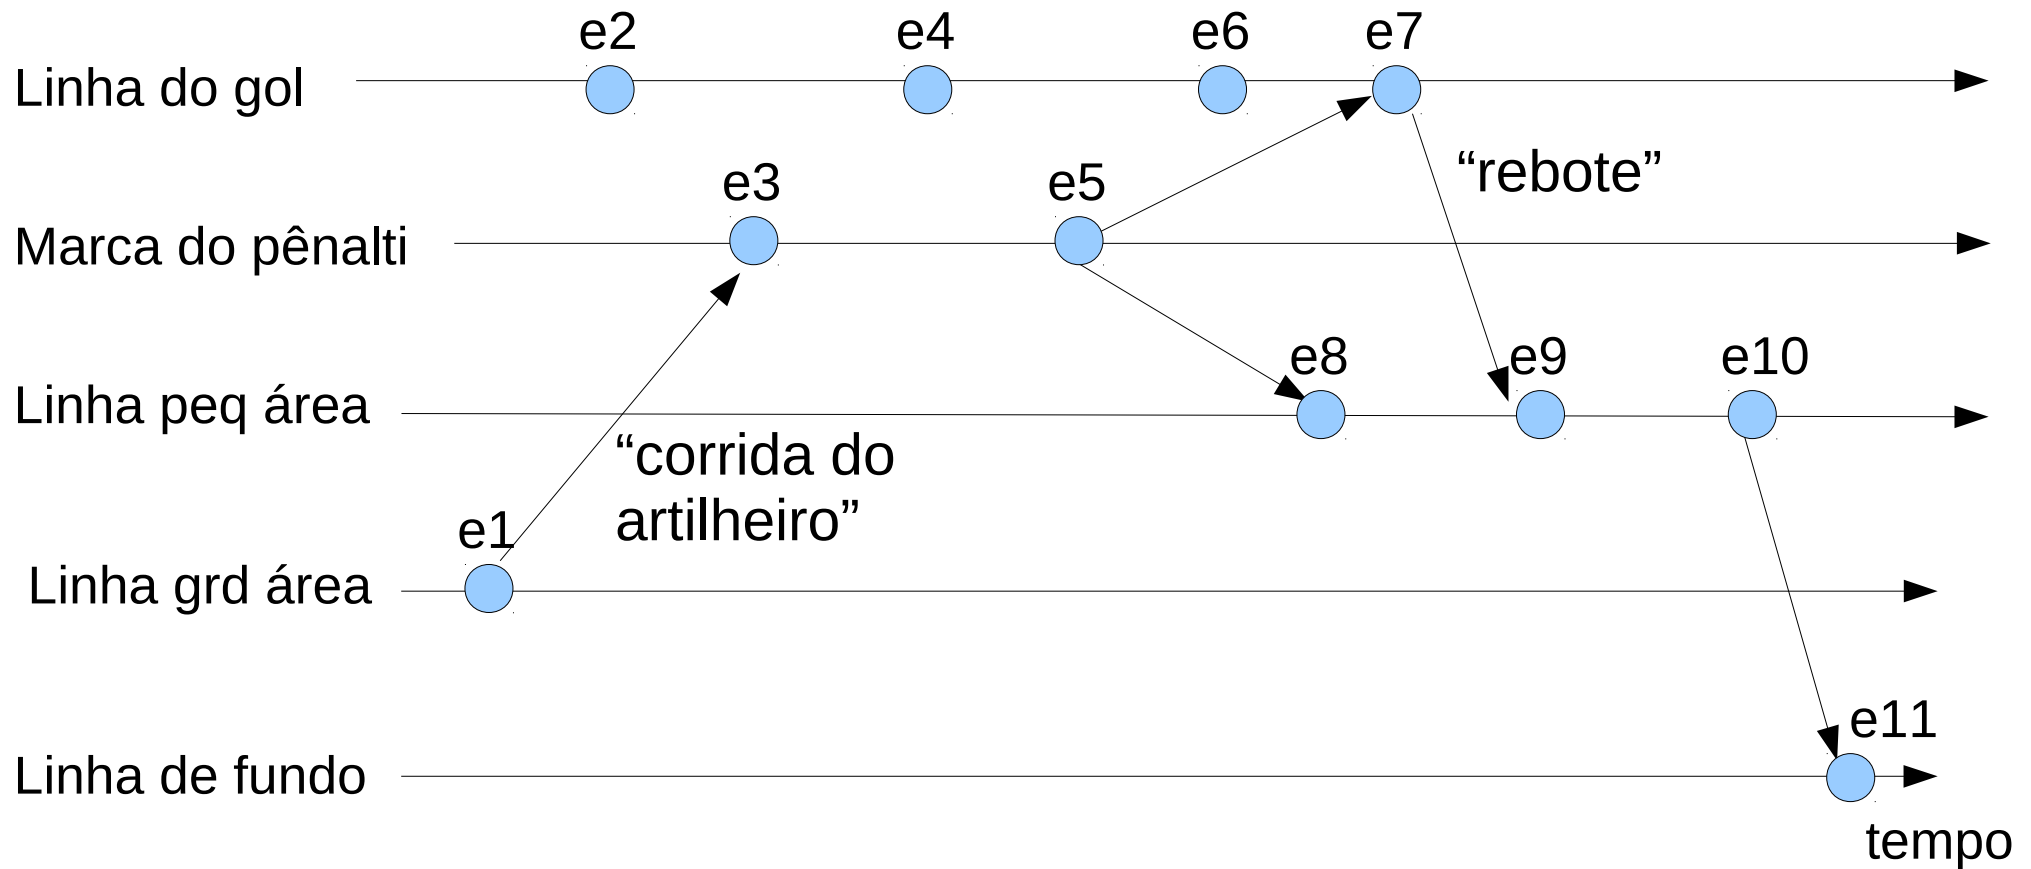 e2 e4 e6 e7
Linha do gol
“rebote”
e3 e5
Marca do pênalti
e8 e9 e10
Linha peq área
“corrida do
artilheiro”
e1
Linha grd área
e11
Linha de fundo
tempo